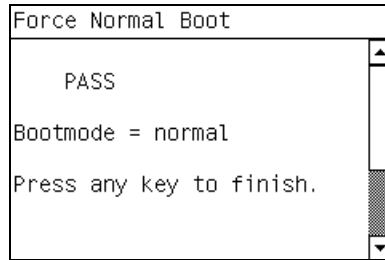 Force Normal Boot
PASS
Bootmode = normal
Press any key to finish.